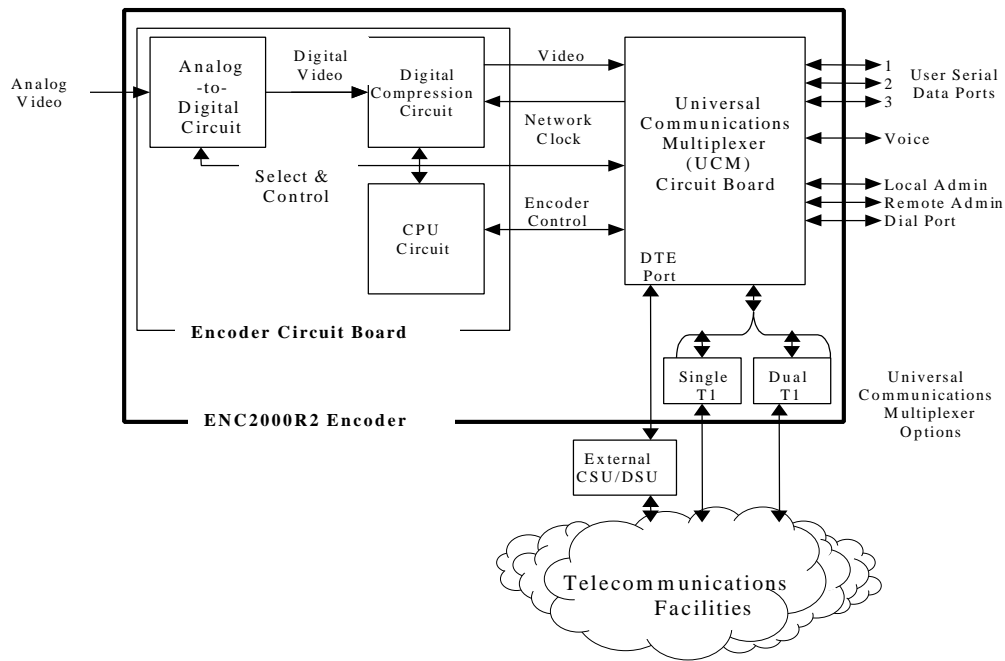 Analog
Video
Analog
-to-
Digital
Circuit
Digital
Video
Digital
Compression
Circuit
Video
Network
Clock
Select &
Control
CPU
Circuit
Encoder
Control
Universal
Communications
Multiplexer
(UCM)
Circuit Board
DTE
Port
1
2
3
User Serial
Data Ports
Voice
Local Admin
Remote Admin
Dial Port
Encoder Circuit Board
Single
T1
Dual
T1
Universal
Communications
Multiplexer
Options
ENC2000R2 Encoder
External
CSU/DSU
Telecommunications
Facilities